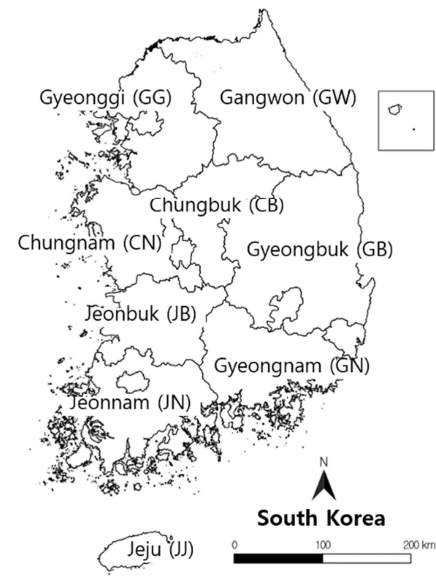 Gyeonggi (GG)
Gangwon (GW)
Chungbuk (CB)
Chungnam (CN)
Gyeongbuk (GB)
Jeonbuk (JB)
Gyeongnam (GN)
Jeonnam (JN)
N
South Korea
Jeju (JJ)
0 100 200 km